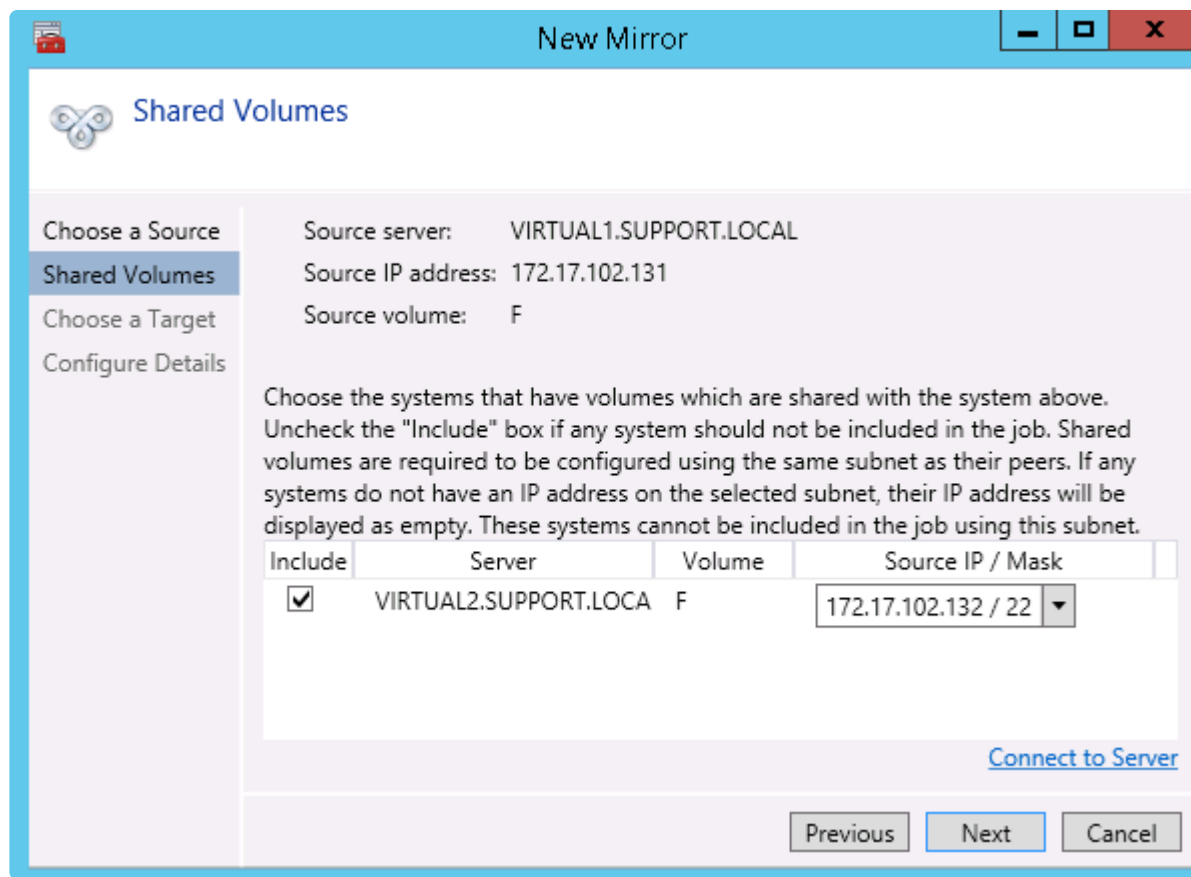 New Mirror
Shared Volumes
Choose a Source
Shared Volumes
Choose a Target
Configure Details
Source server: VIRTUAL1.SUPPORT.LOCAL
Source IP address: 172.17.102.131
Source volume: F
Choose the systems that have volumes which are shared with the system above.
Uncheck the "Include" box if any system should not be included in the job. Shared
volumes are required to be configured using the same subnet as their peers. If any
systems do not have an IP address on the selected subnet, their IP address will be
displayed as empty. These systems cannot be included in the job using this subnet.
Include Server Volume Source IP / Mask
VIRTUAL2.SUPPORT.LOCA F 172.17.102.132 / 22
Connect to Server
Previous Next Cancel